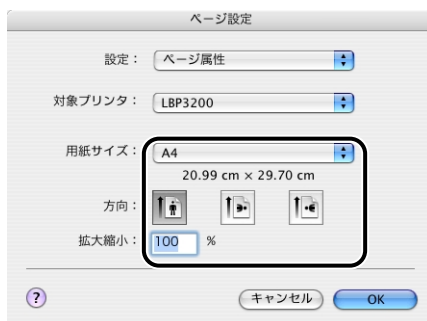 ページ設定
設定： ページ属性
対象プリンタ： LBP3200
用紙サイズ： A4
20.99 cm × 29.70 cm
方向：
拡大縮小： 100 %
? キャンセル OK